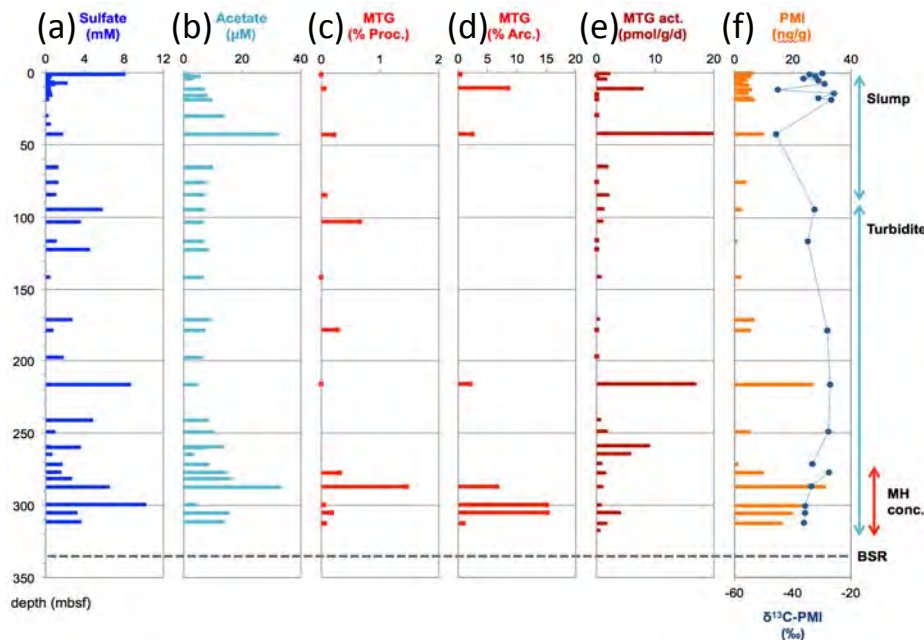 (a) (b) (c) (d) (e) (f)
Sulfate Acetate MTG MTG MTG act. PMI
(mM) (µM) (% Proc.) (% Arc.) (pmol/g/d) (ng/g)
0 4 8 12 0 20 40 0 1 2 0 5 10 15 20 0 10 20 0 20 40
0
Slump
50
100
Turbidite
150
200
250
MH
300
conc.
BSR
350
depth (mbsf)
-60 -40 -20
δ¹³C-PMI
(‰)